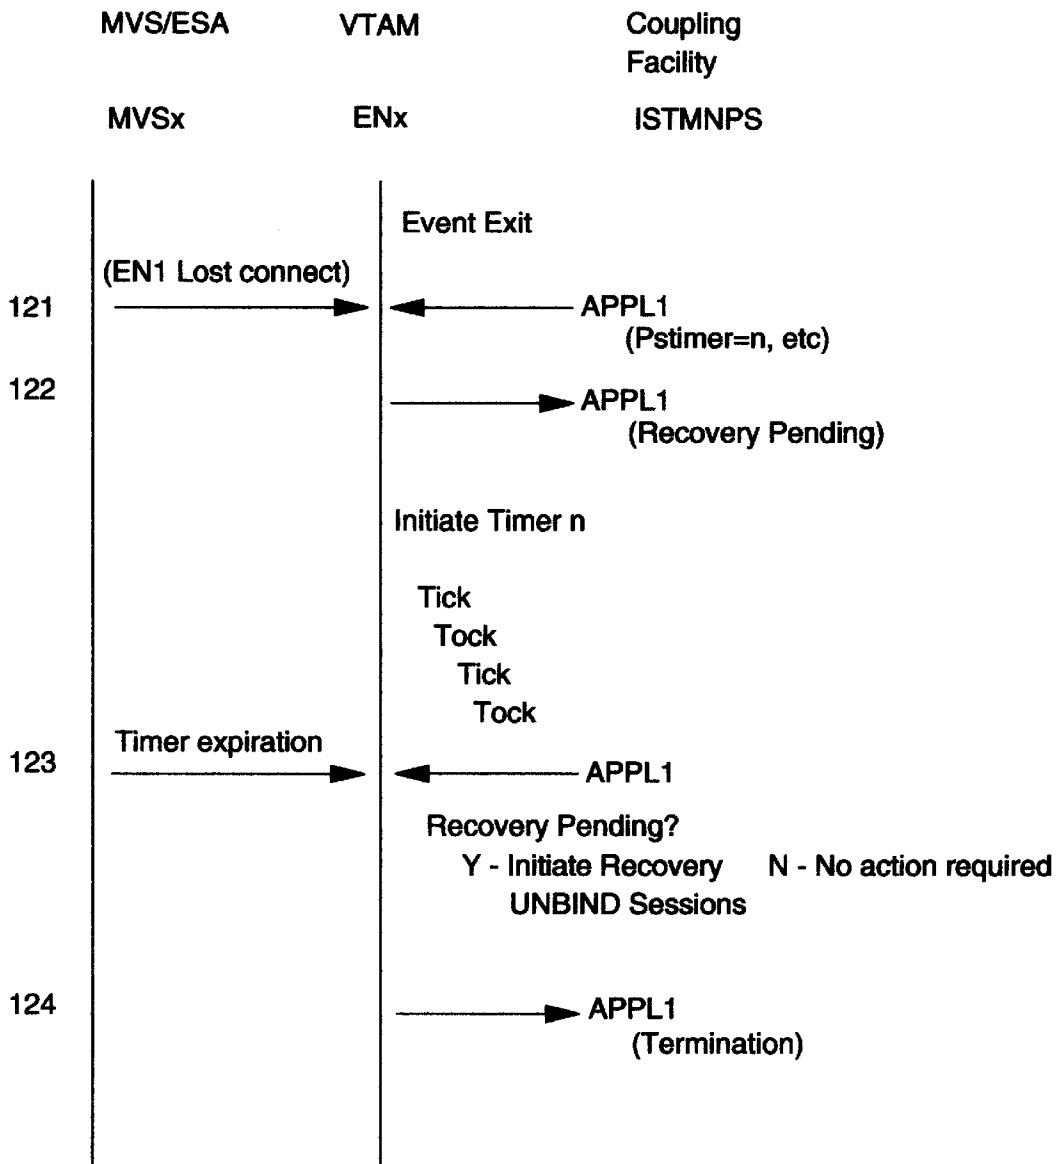 MVS/ESA VTAM Coupling
Facility
MVSx ENx ISTMNPS
Event Exit
(EN1 Lost connect)
121 APPL1
(Pstimer=n, etc)
122 APPL1
(Recovery Pending)
Initiate Timer n
Tick
Tock
Tick
Tock
Timer expiration
123 APPL1
Recovery Pending?
Y - Initiate Recovery N - No action required
UNBIND Sessions
124 APPL1
(Termination)